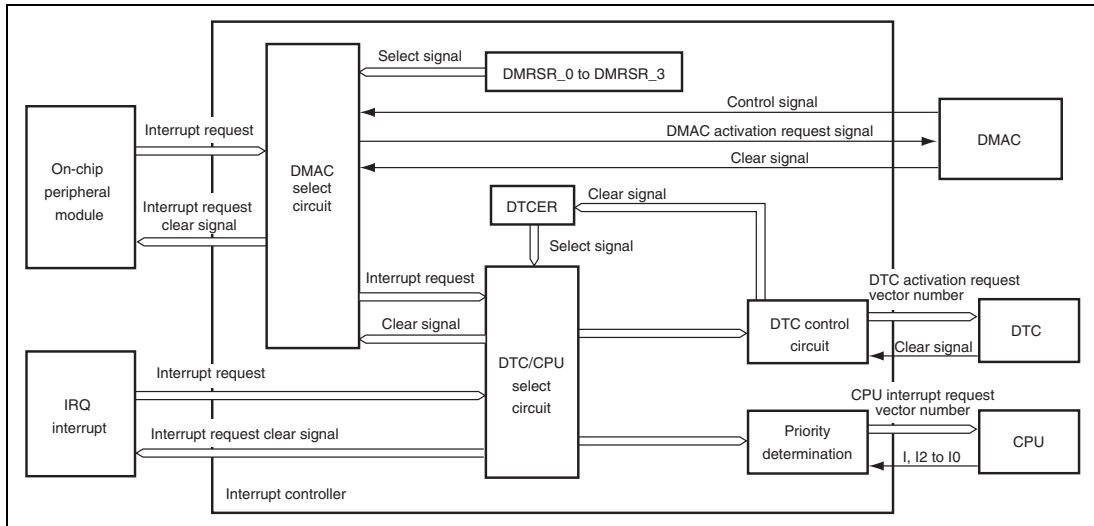 Select signal
DMRSR_0 to DMRSR_3
Control signal
Interrupt request
DMAC activation request signal
DMAC
On-chip
peripheral
module
DMAC
select
circuit
Clear signal
Interrupt request
clear signal
DTCER
Clear signal
Select signal
Interrupt request
DTC activation request
vector number
Clear signal
DTC control
circuit
DTC
Clear signal
DTC/CPU
select
circuit
Interrupt request
IRQ
interrupt
CPU interrupt request
vector number
Interrupt request clear signal
Priority
determination
CPU
I, I2 to I0
Interrupt controller